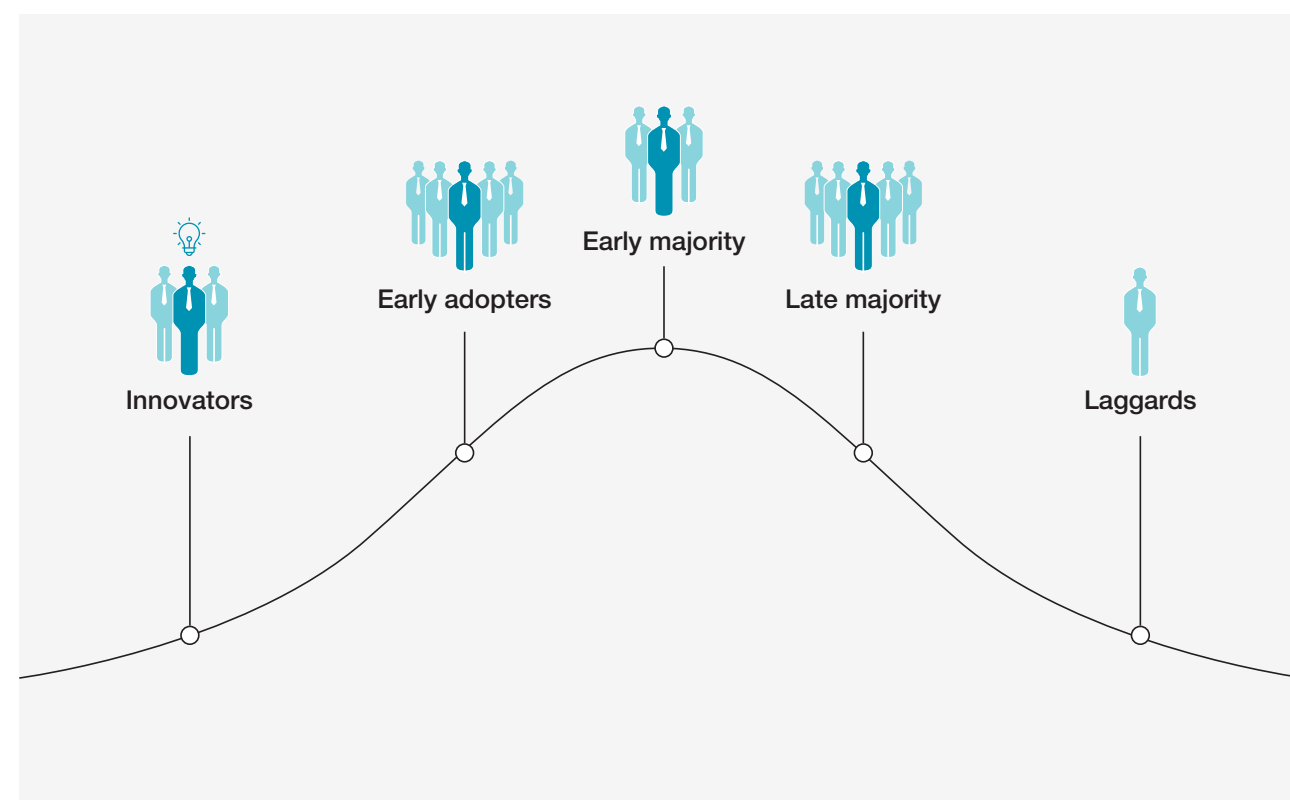 Innovators
Early adopters
Early majority
Late majority
Laggards